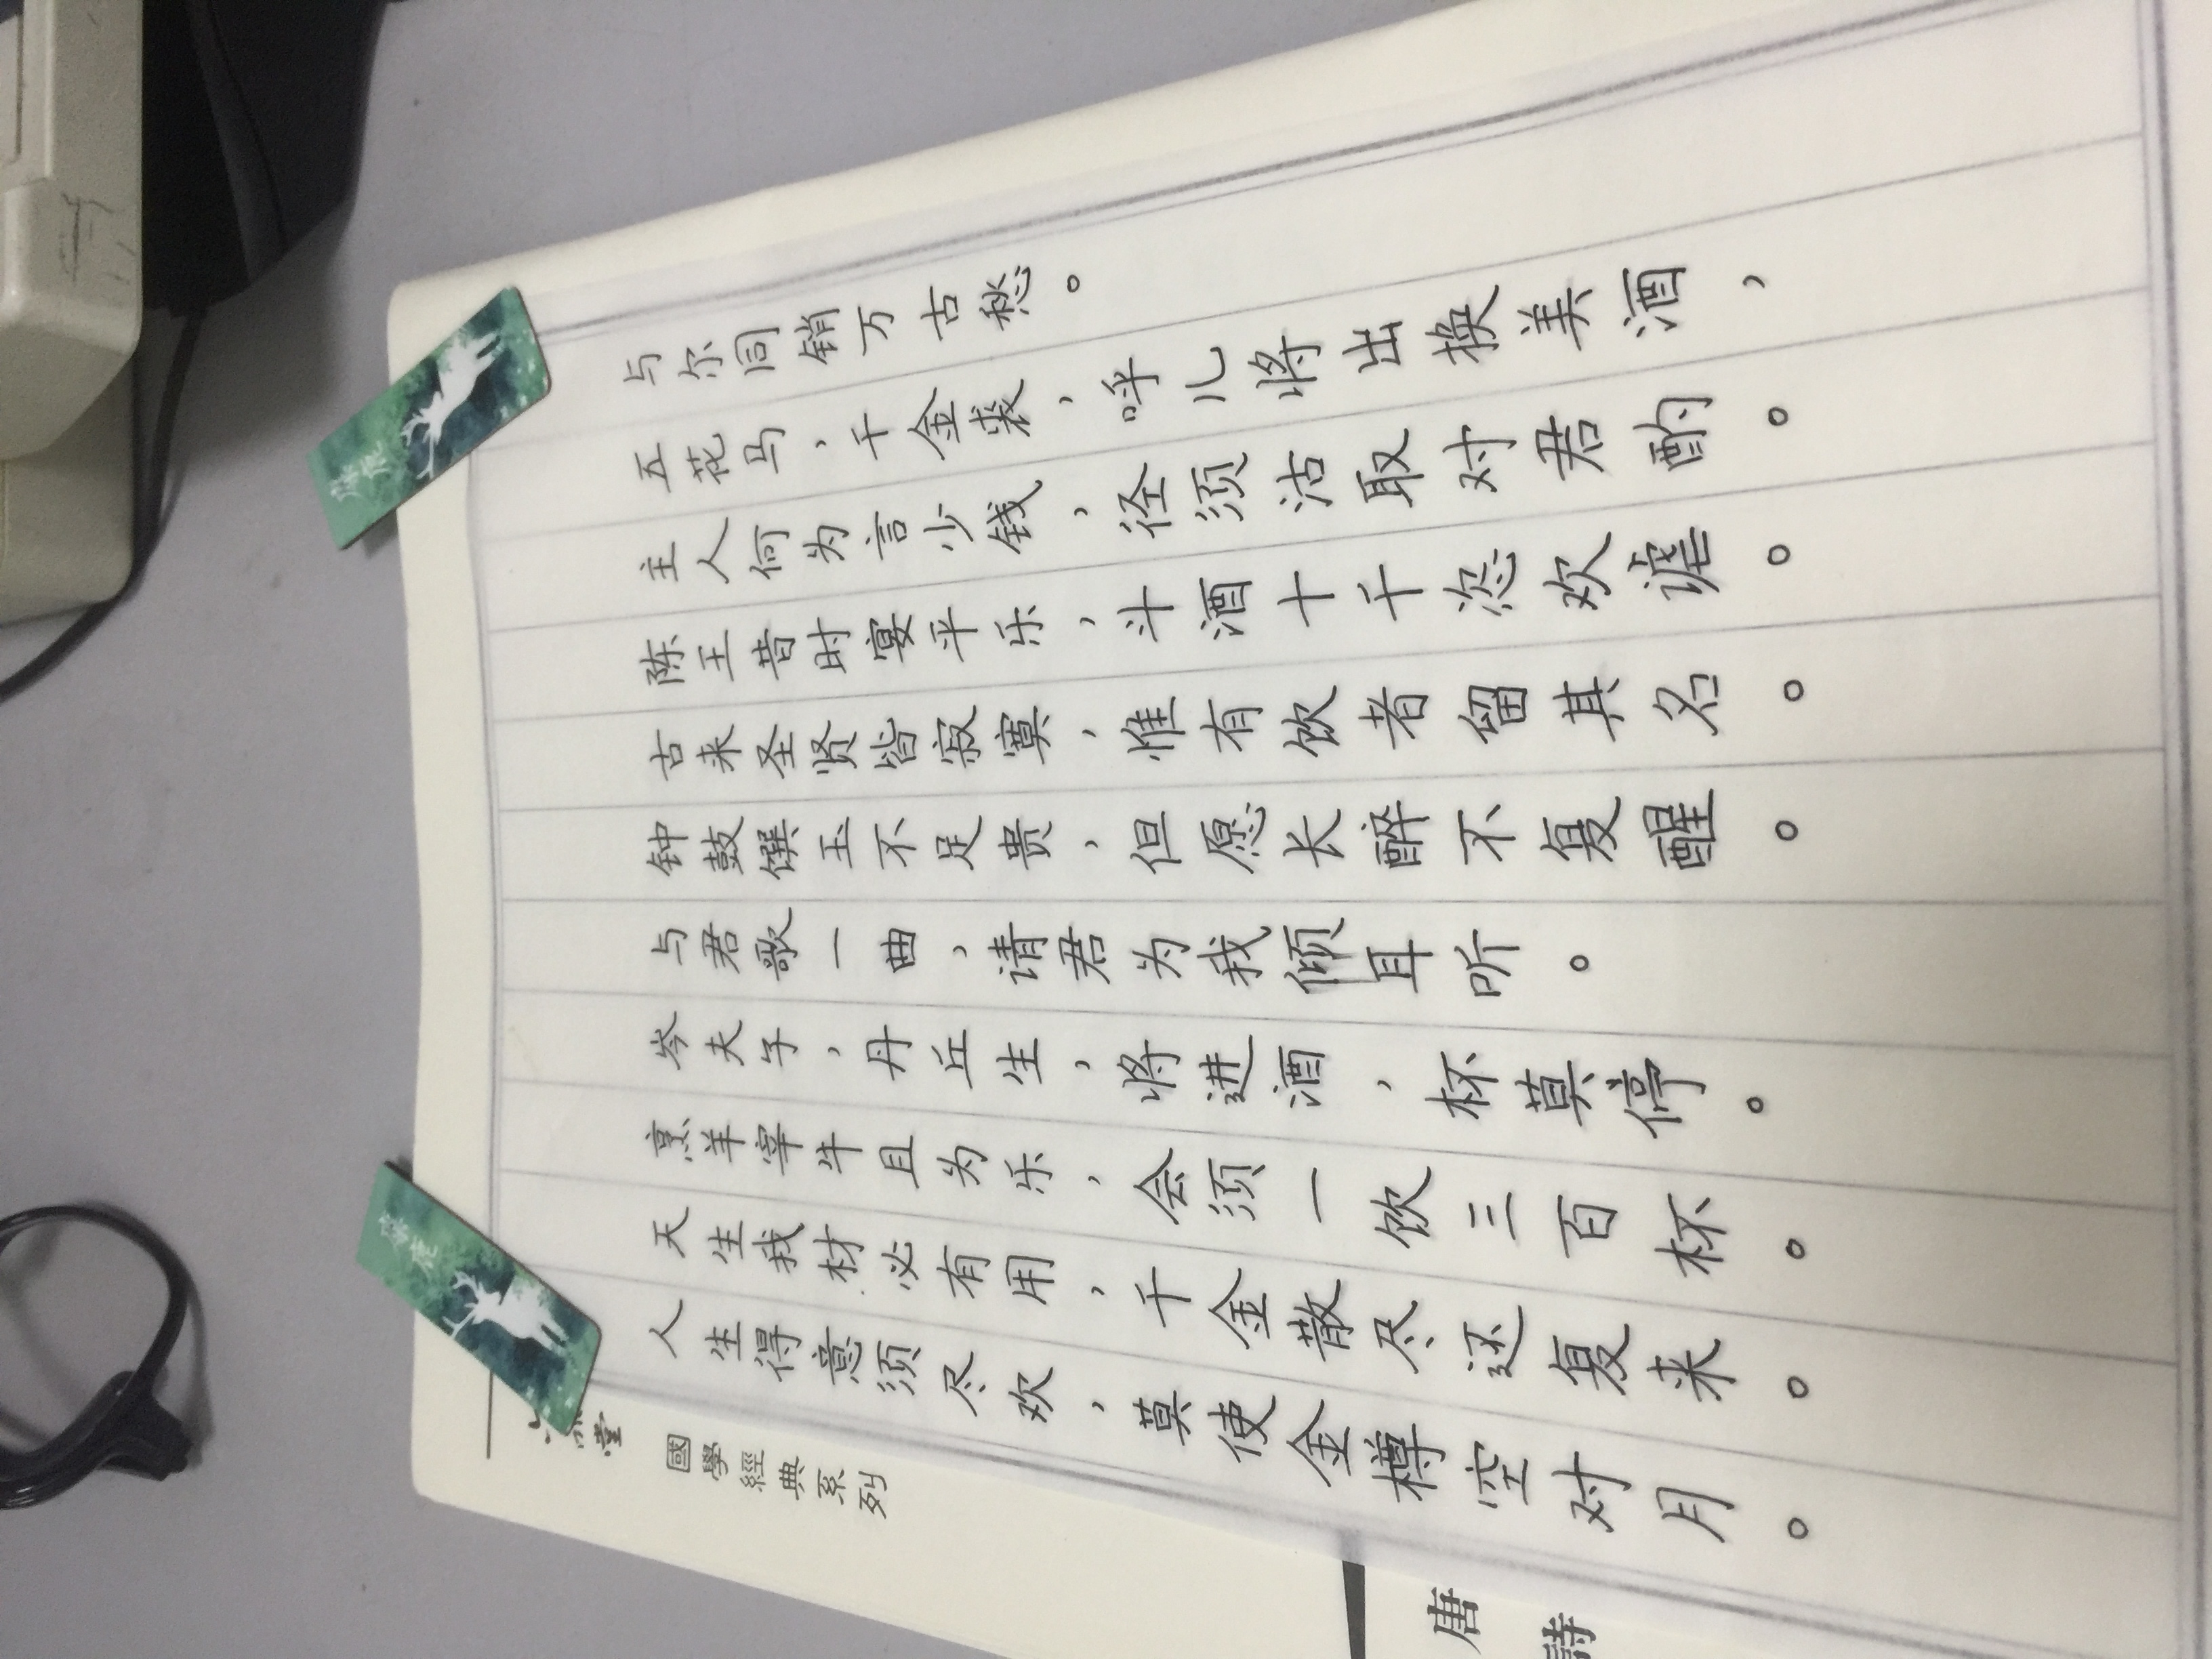 人生得意须尽欢，莫使金樽空对月。
天生我材必有用，千金散尽还复来。
烹羊宰牛且为乐，会须一饮三百杯。
岑夫子，丹丘生，将进酒，杯莫停。
与君歌一曲，请君为我倾耳听。
钟鼓馔玉不足贵，但愿长醉不复醒。
古来圣贤皆寂寞，惟有饮者留其名。
陈王昔时宴平乐，斗酒十千恣欢谑。
主人何为言少钱，径须沽取对君酌。
五花马，千金裘，呼儿将出换美酒，
与尔同销万古愁。
堂
國學經典系列
唐詩